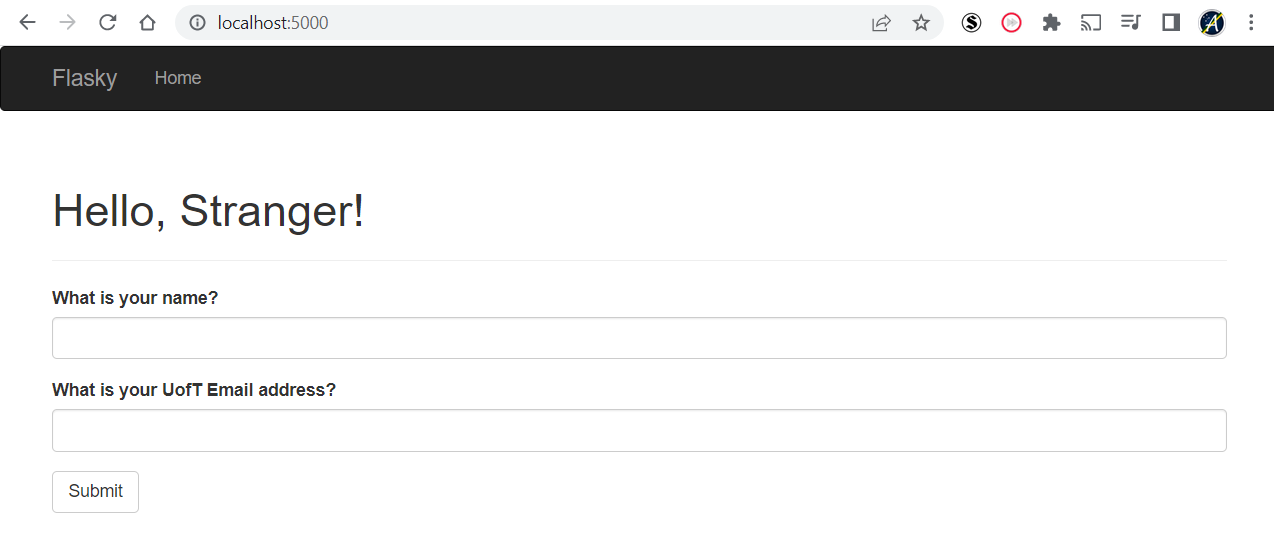 localhost:5000
Flasky Home
Hello, Stranger!
What is your name?
What is your UofT Email address?
Submit